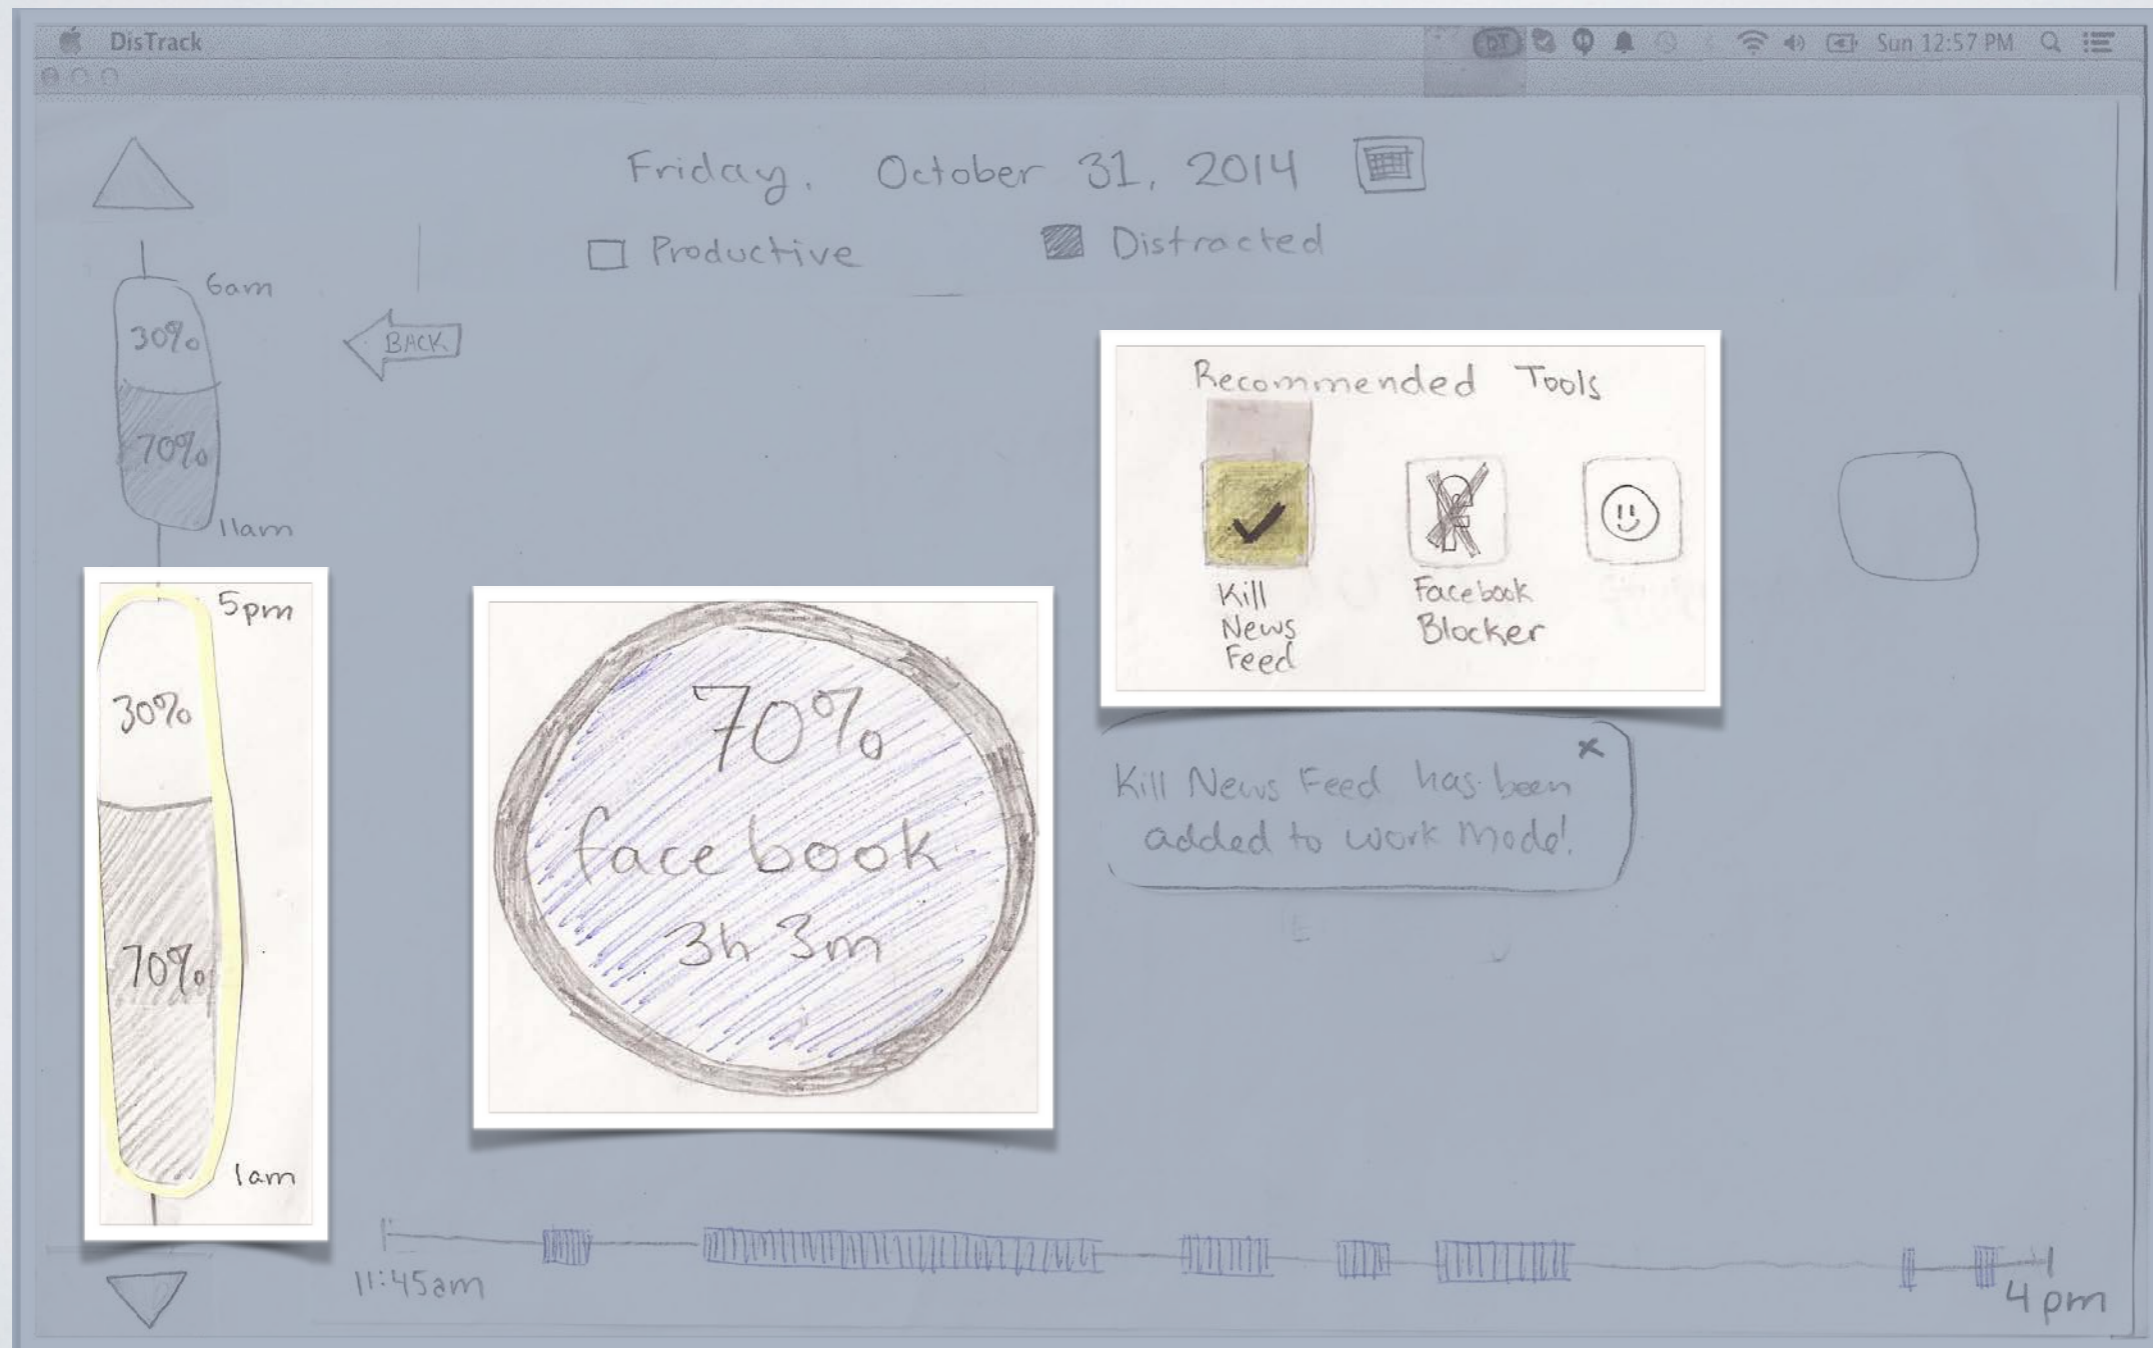 DisTrack
DT
Sun 12:57 PM
Friday, October 31, 2014
Productive
Distracted
6am
30%
70%
11am
BACK
Recommended Tools
Kill
News
Feed
F
Facebook
Blocker
5pm
30%
70%
1am
70%
facebook
3h 3m
x
Kill News Feed has been
added to work Mode!
11:45am
4pm